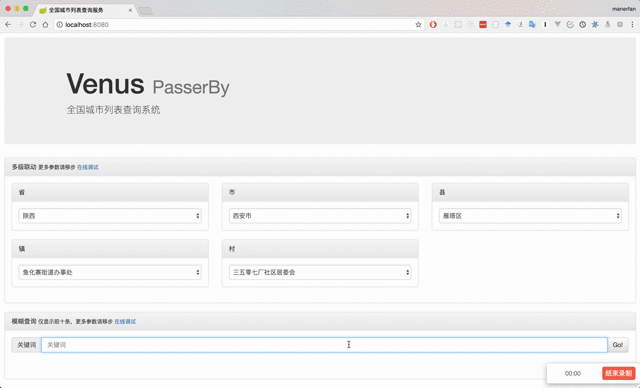 全国城市列表查询服务
manerfan
localhost:8080
Venus PasserBy
全国城市列表查询系统
多级联动 更多参数请移步 在线调试
省 市 县
陕西 西安市 雁塔区
镇 村
鱼化寨街道办事处 三五零七厂社区居委会
模糊查询 仅显示前十条，更多参数请移步 在线调试
关键词 关键词 Go!
00:00 结束录制